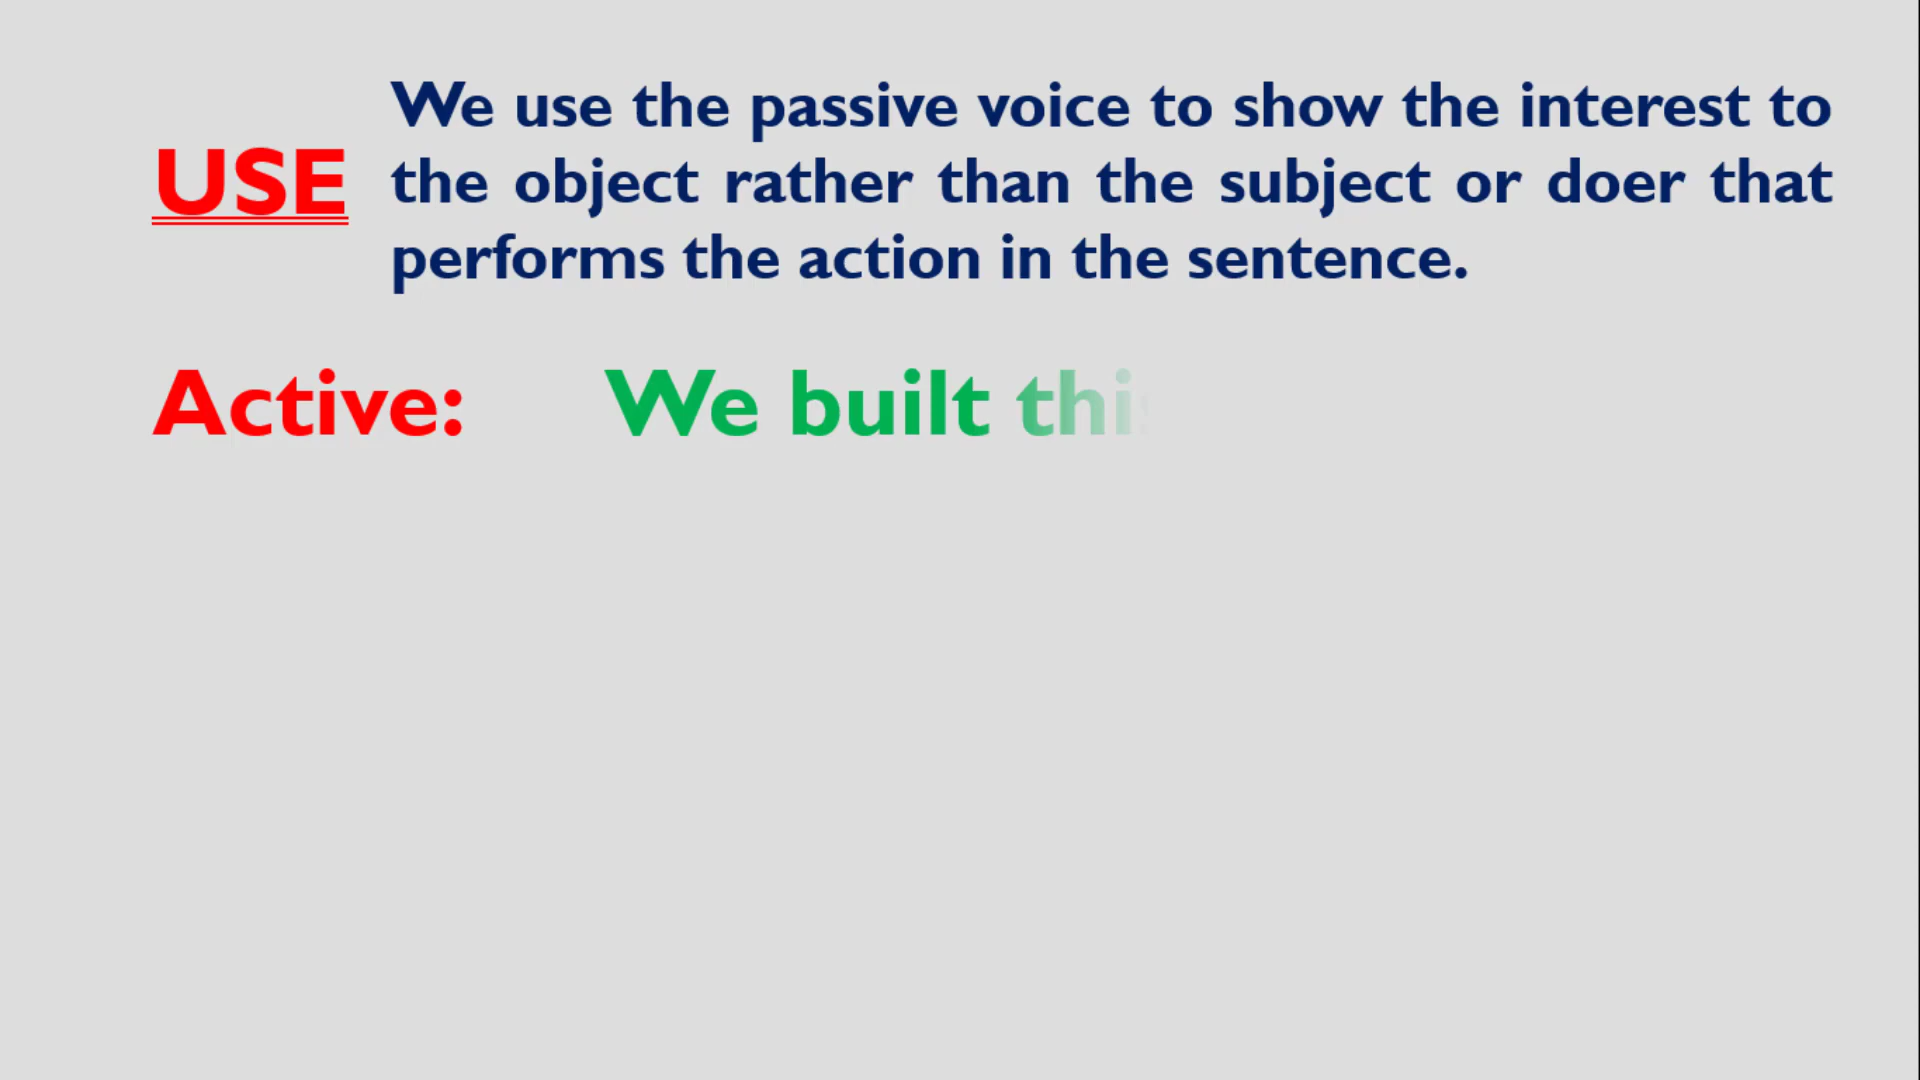 USE
We use the passive voice to show the interest to
the object rather than the subject or doer that
performs the action in the sentence.
Active: We built this